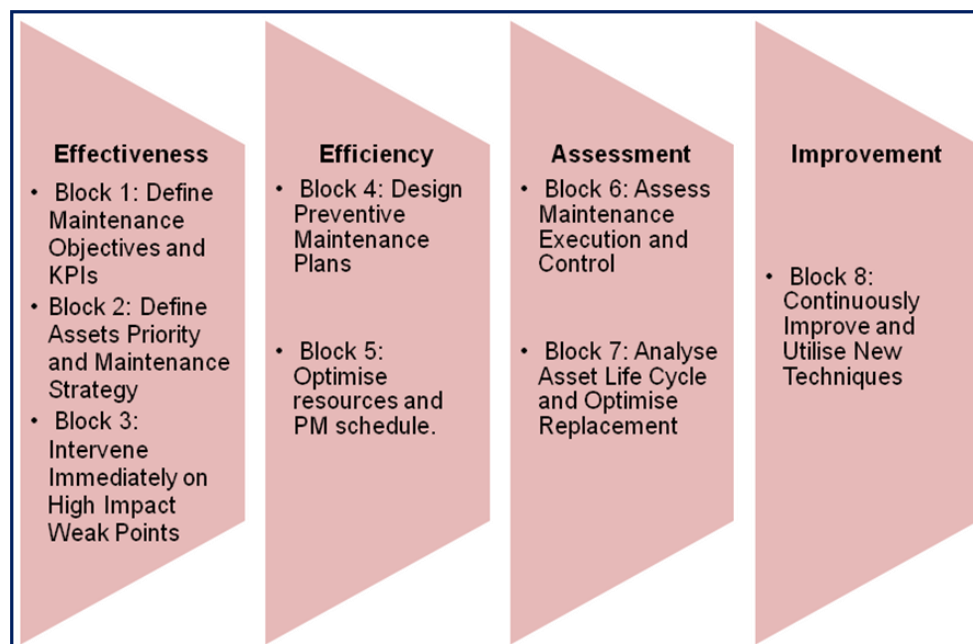 Effectiveness
• Block 1: Define
Maintenance
Objectives and
KPIs
• Block 2: Define
Assets Priority
and Maintenance
Strategy
• Block 3:
Intervene
Immediately on
High Impact
Weak Points
Efficiency
• Block 4: Design
Preventive
Maintenance
Plans
• Block 5:
Optimise
resources and
PM schedule.
Assessment
• Block 6: Assess
Maintenance
Execution and
Control
• Block 7: Analyse
Asset Life Cycle
and Optimise
Replacement
Improvement
• Block 8:
Continuously
Improve and
Utilise New
Techniques